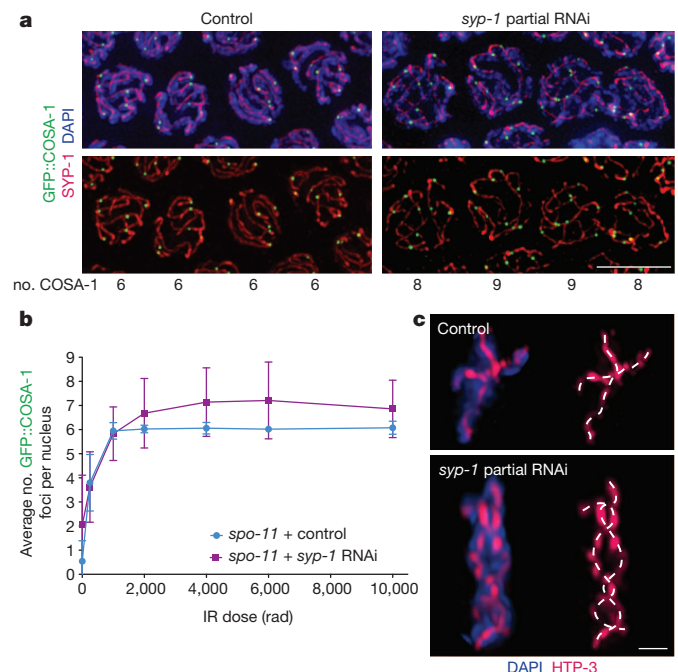 a
Control
syp-1 partial RNAi
GFP::COSA-1
SYP-1 DAPI
no. COSA-1 6 6 6 6 8 9 9 8
b
Average no. GFP::COSA-1
foci per nucleus
9
8
7
6
5
4
3
2
1
0
spo-11 + control
spo-11 + syp-1 RNAi
0 2,000 4,000 6,000 8,000 10,000
IR dose (rad)
c
Control
syp-1 partial RNAi
DAPI HTP-3